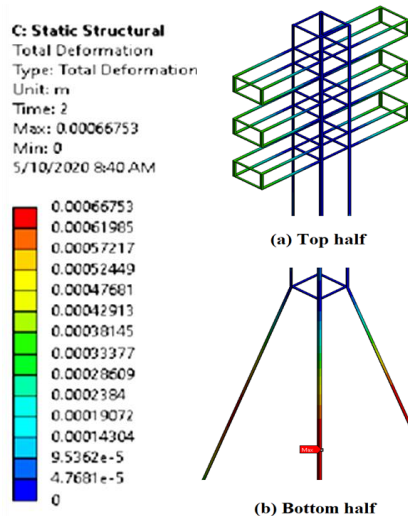 C: Static Structural
Total Deformation
Type: Total Deformation
Unit: m
Time: 2
Max: 0.00066753
Min: 0
5/10/2020 8:40 AM
0.00066753
0.00061985
0.00057217
0.00052449
0.00047681
0.00042913
0.00038145
0.00033377
0.00028609
0.0002384
0.00019072
0.00014304
9.5362e-5
4.7681e-5
0
(a) Top half
Max
(b) Bottom half